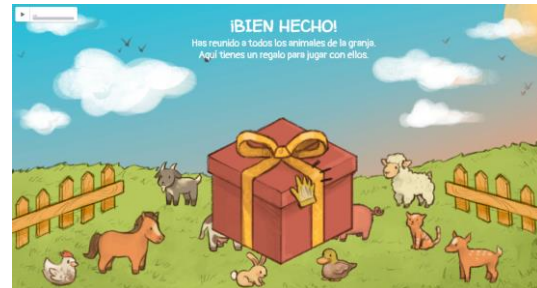 ¡BIEN HECHO!
Has reunido a todos los animales de la granja.
Aquí tienes un regalo para jugar con ellos.